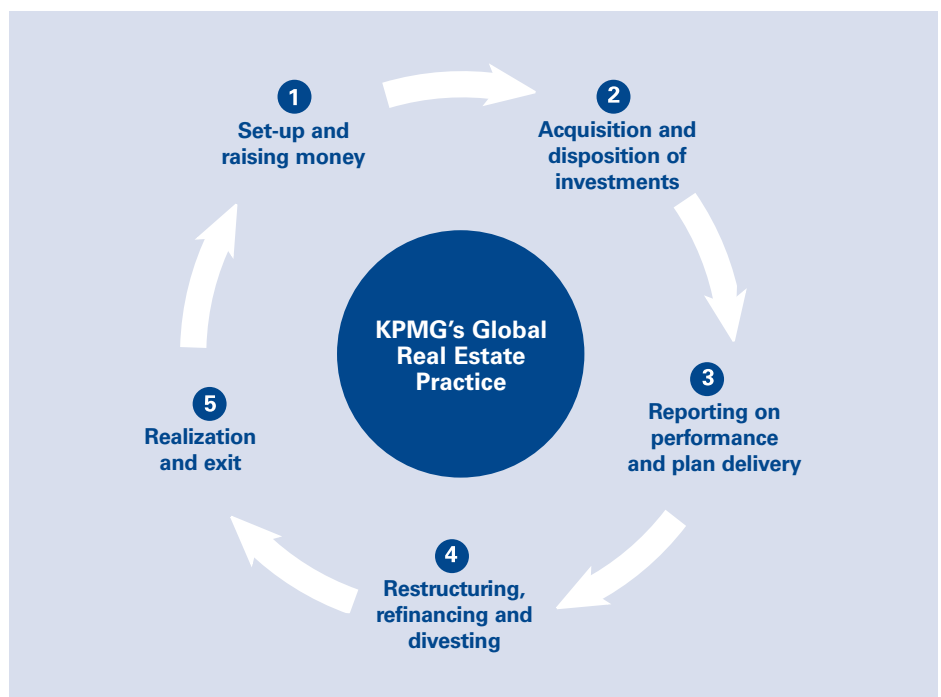 1
Set-up and
raising money
2
Acquisition and
disposition of
investments
KPMG’s Global
Real Estate
Practice
3
Reporting on
performance
and plan delivery
4
Restructuring,
refinancing and
divesting
5
Realization
and exit